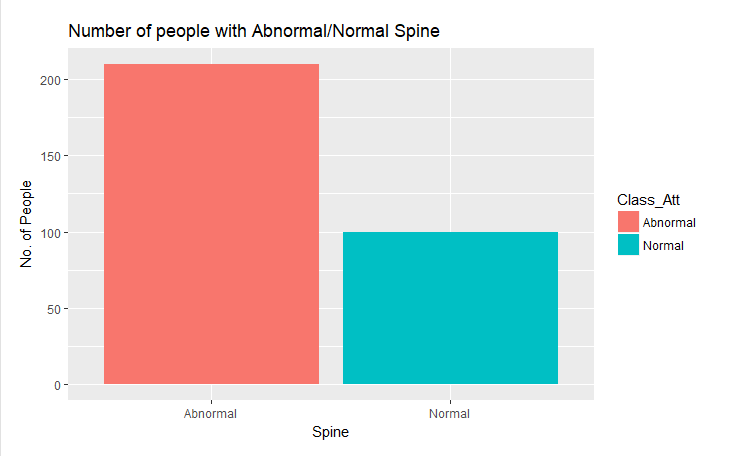 Number of people with Abnormal/Normal Spine
No. of People
200
150
100
50
0
Abnormal
Normal
Spine
Class_Att
Abnormal
Normal